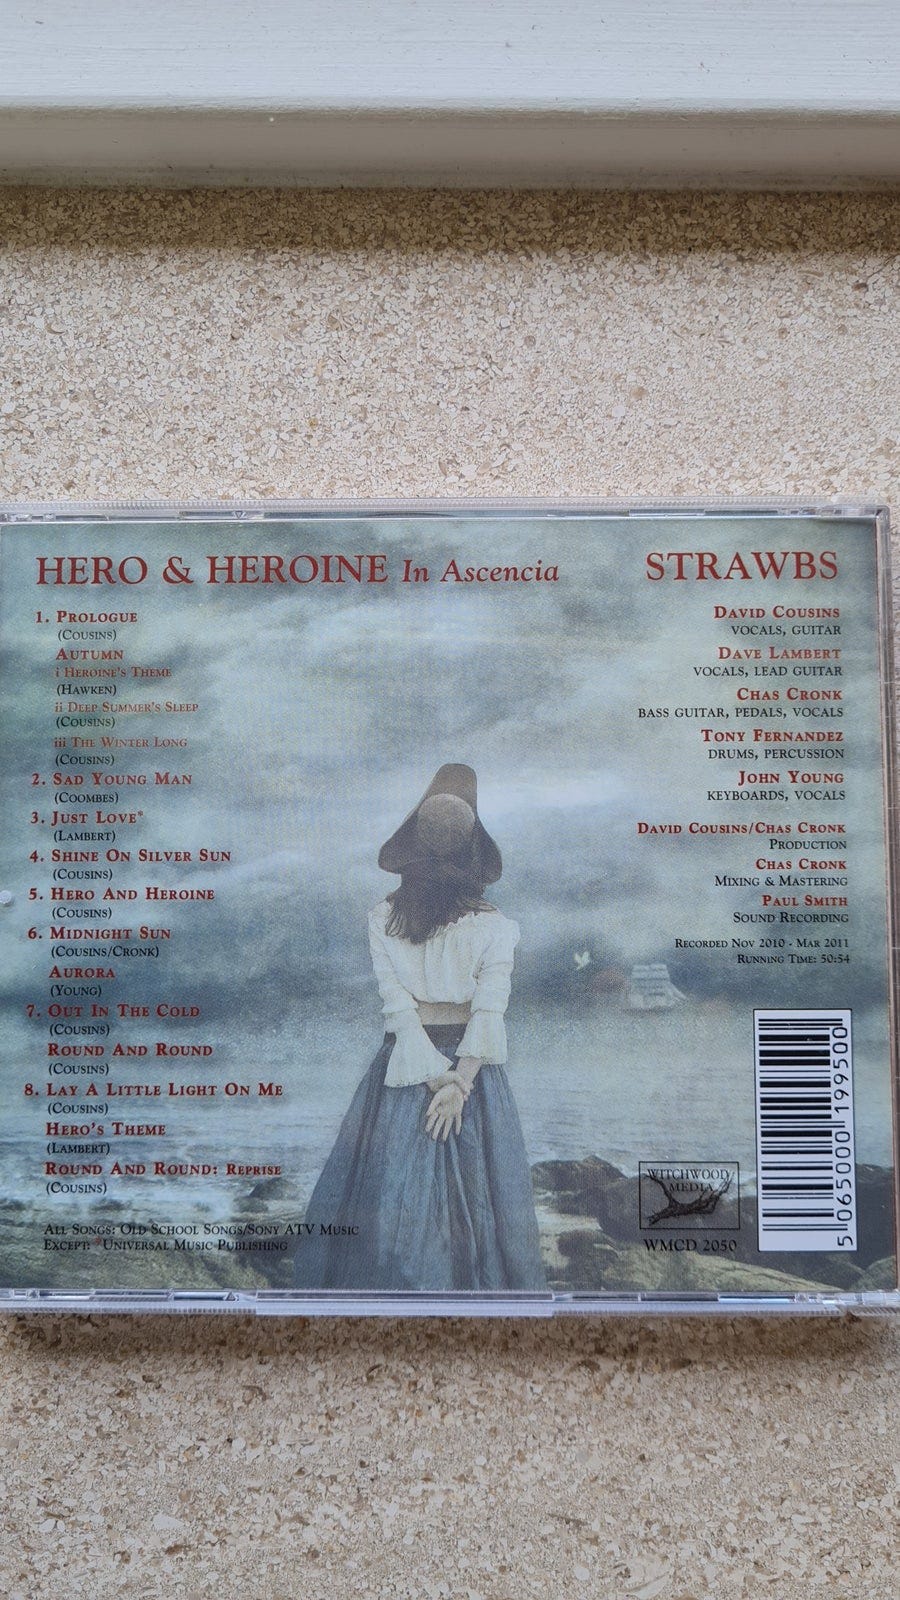 HERO & HEROINE In Ascencia
1. PROLOGUE
(COUSINS)
AUTUMN
i HEROINE'S THEME
(HAWKEN)
ii DEEP SUMMER'S SLEEP
(COUSINS)
iii THE WINTER LONG
(COUSINS)
2. SAD YOUNG MAN
(COOMBES)
3. JUST LOVE*
(LAMBERT)
4. SHINE ON SILVER SUN
(COUSINS)
5. HERO AND HEROINE
(COUSINS)
6. MIDNIGHT SUN
(COUSINS/CRONK)
AURORA
(YOUNG)
7. OUT IN THE COLD
(COUSINS)
ROUND AND ROUND
(COUSINS)
8. LAY A LITTLE LIGHT ON ME
(COUSINS)
HERO'S THEME
(LAMBERT)
ROUND AND ROUND: REPRISE
(COUSINS)
ALL SONGS: OLD SCHOOL SONGS/SONY ATV MUSIC
EXCEPT: *UNIVERSAL MUSIC PUBLISHING
STRAWBS
DAVID COUSINS
VOCALS, GUITAR
DAVE LAMBERT
VOCALS, LEAD GUITAR
CHAS CRONK
BASS GUITAR, PEDALS, VOCALS
TONY FERNANDEZ
DRUMS, PERCUSSION
JOHN YOUNG
KEYBOARDS, VOCALS
DAVID COUSINS/CHAS CRONK
PRODUCTION
CHAS CRONK
MIXING & MASTERING
PAUL SMITH
SOUND RECORDING
RECORDED NOV 2010 - MAR 2011
RUNNING TIME: 50:54
WITCHWOOD
MEDIA
WMCD 2050
5 065000 199500